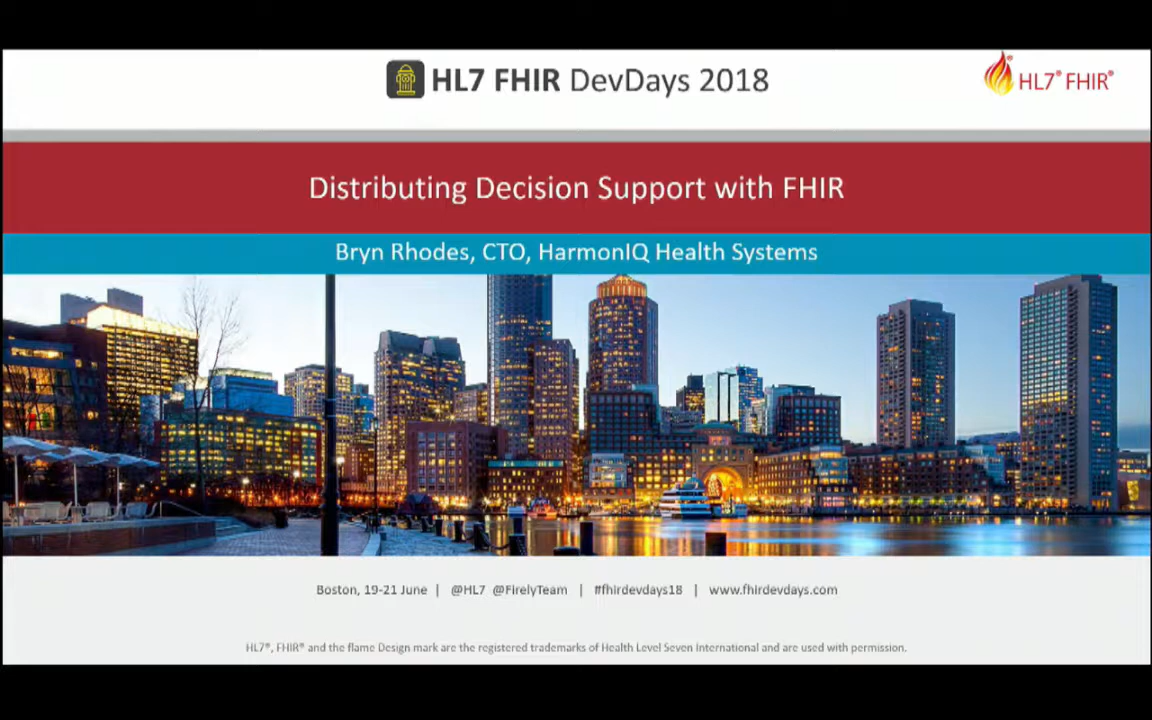 HL7 FHIR DevDays 2018
HL7® FHIR®
Distributing Decision Support with FHIR
Bryn Rhodes, CTO, HarmonIQ Health Systems
Boston, 19-21 June | @HL7 @FirelyTeam | #fhirdevdays18 | www.fhirdevdays.com
HL7®, FHIR® and the flame Design mark are the registered trademarks of Health Level Seven International and are used with permission.